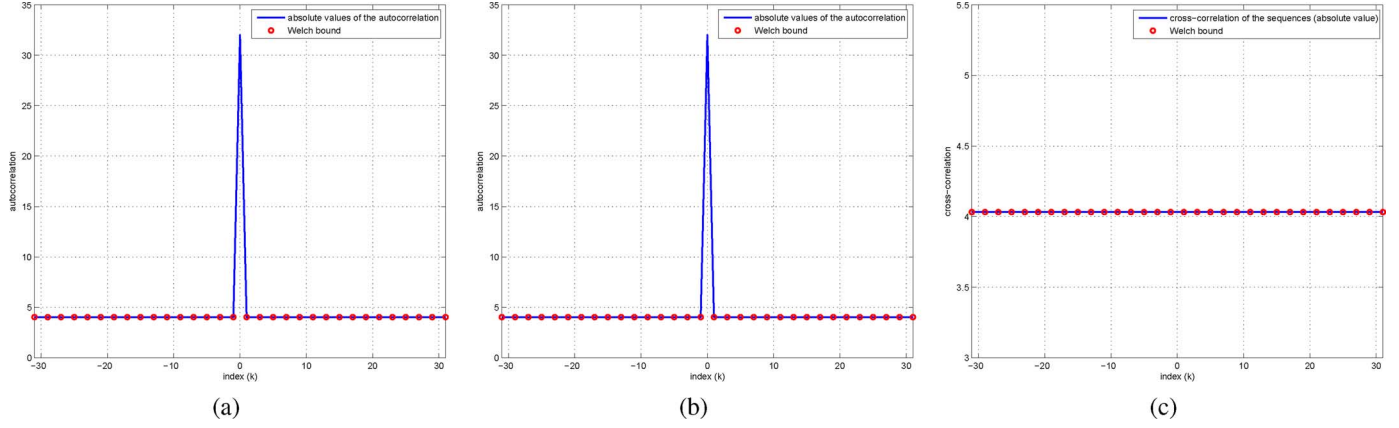 35
30
25
20
15
10
5
0
autocorrelation
absolute values of the autocorrelation
Welch bound
−30 −20 −10 0 10 20 30
index (k)
(a)
35
30
25
20
15
10
5
0
autocorrelation
absolute values of the autocorrelation
Welch bound
−30 −20 −10 0 10 20 30
index (k)
(b)
5.5
5
4.5
4
3.5
3
cross−correlation
cross−correlation of the sequences (absolute value)
Welch bound
−30 −20 −10 0 10 20 30
index (k)
(c)